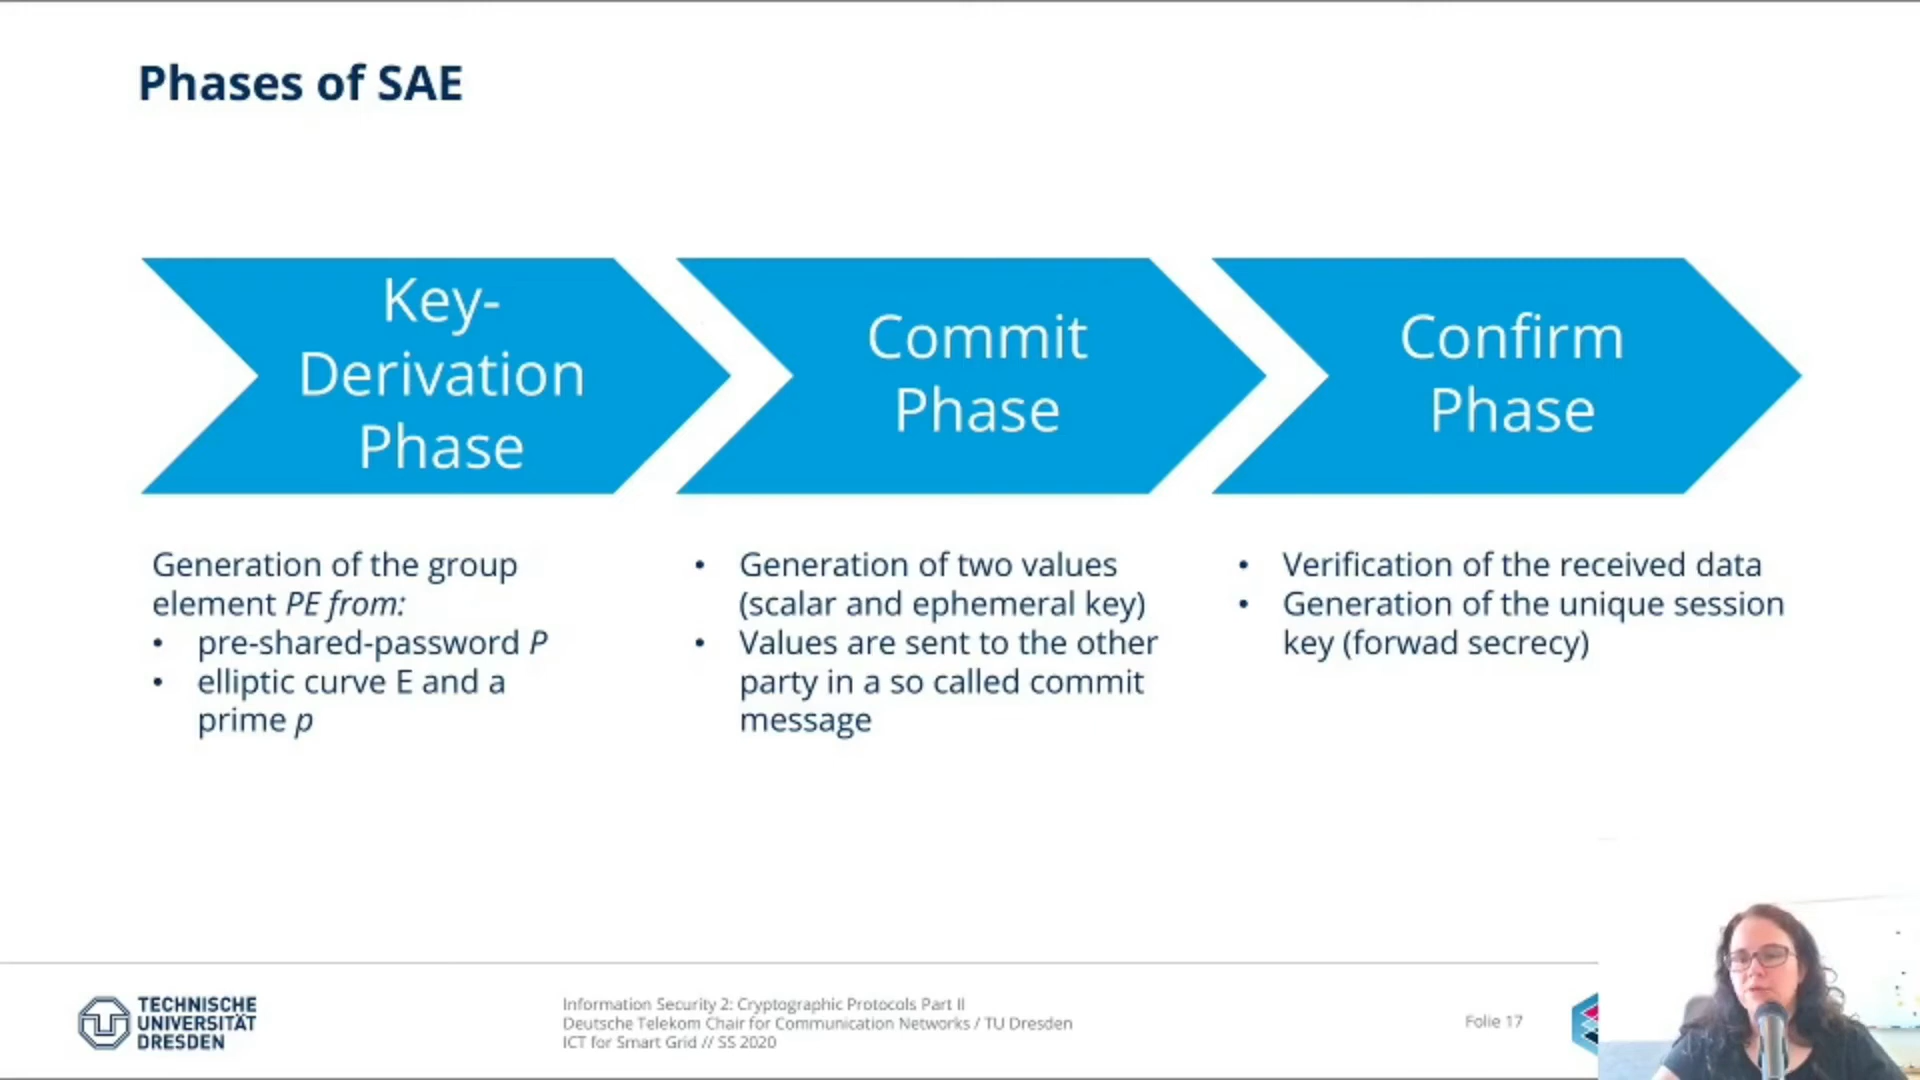 Phases of SAE
Key-
Derivation
Phase
Commit
Phase
Confirm
Phase
Generation of the group
element PE from:
• pre-shared-password P
• elliptic curve E and a
prime p
• Generation of two values
(scalar and ephemeral key)
• Values are sent to the other
party in a so called commit
message
• Verification of the received data
• Generation of the unique session
key (forwad secrecy)
TECHNISCHE
UNIVERSITÄT
DRESDEN
Information Security 2: Cryptographic Protocols Part II
Deutsche Telekom Chair for Communication Networks / TU Dresden
ICT for Smart Grid // SS 2020
Folie 17